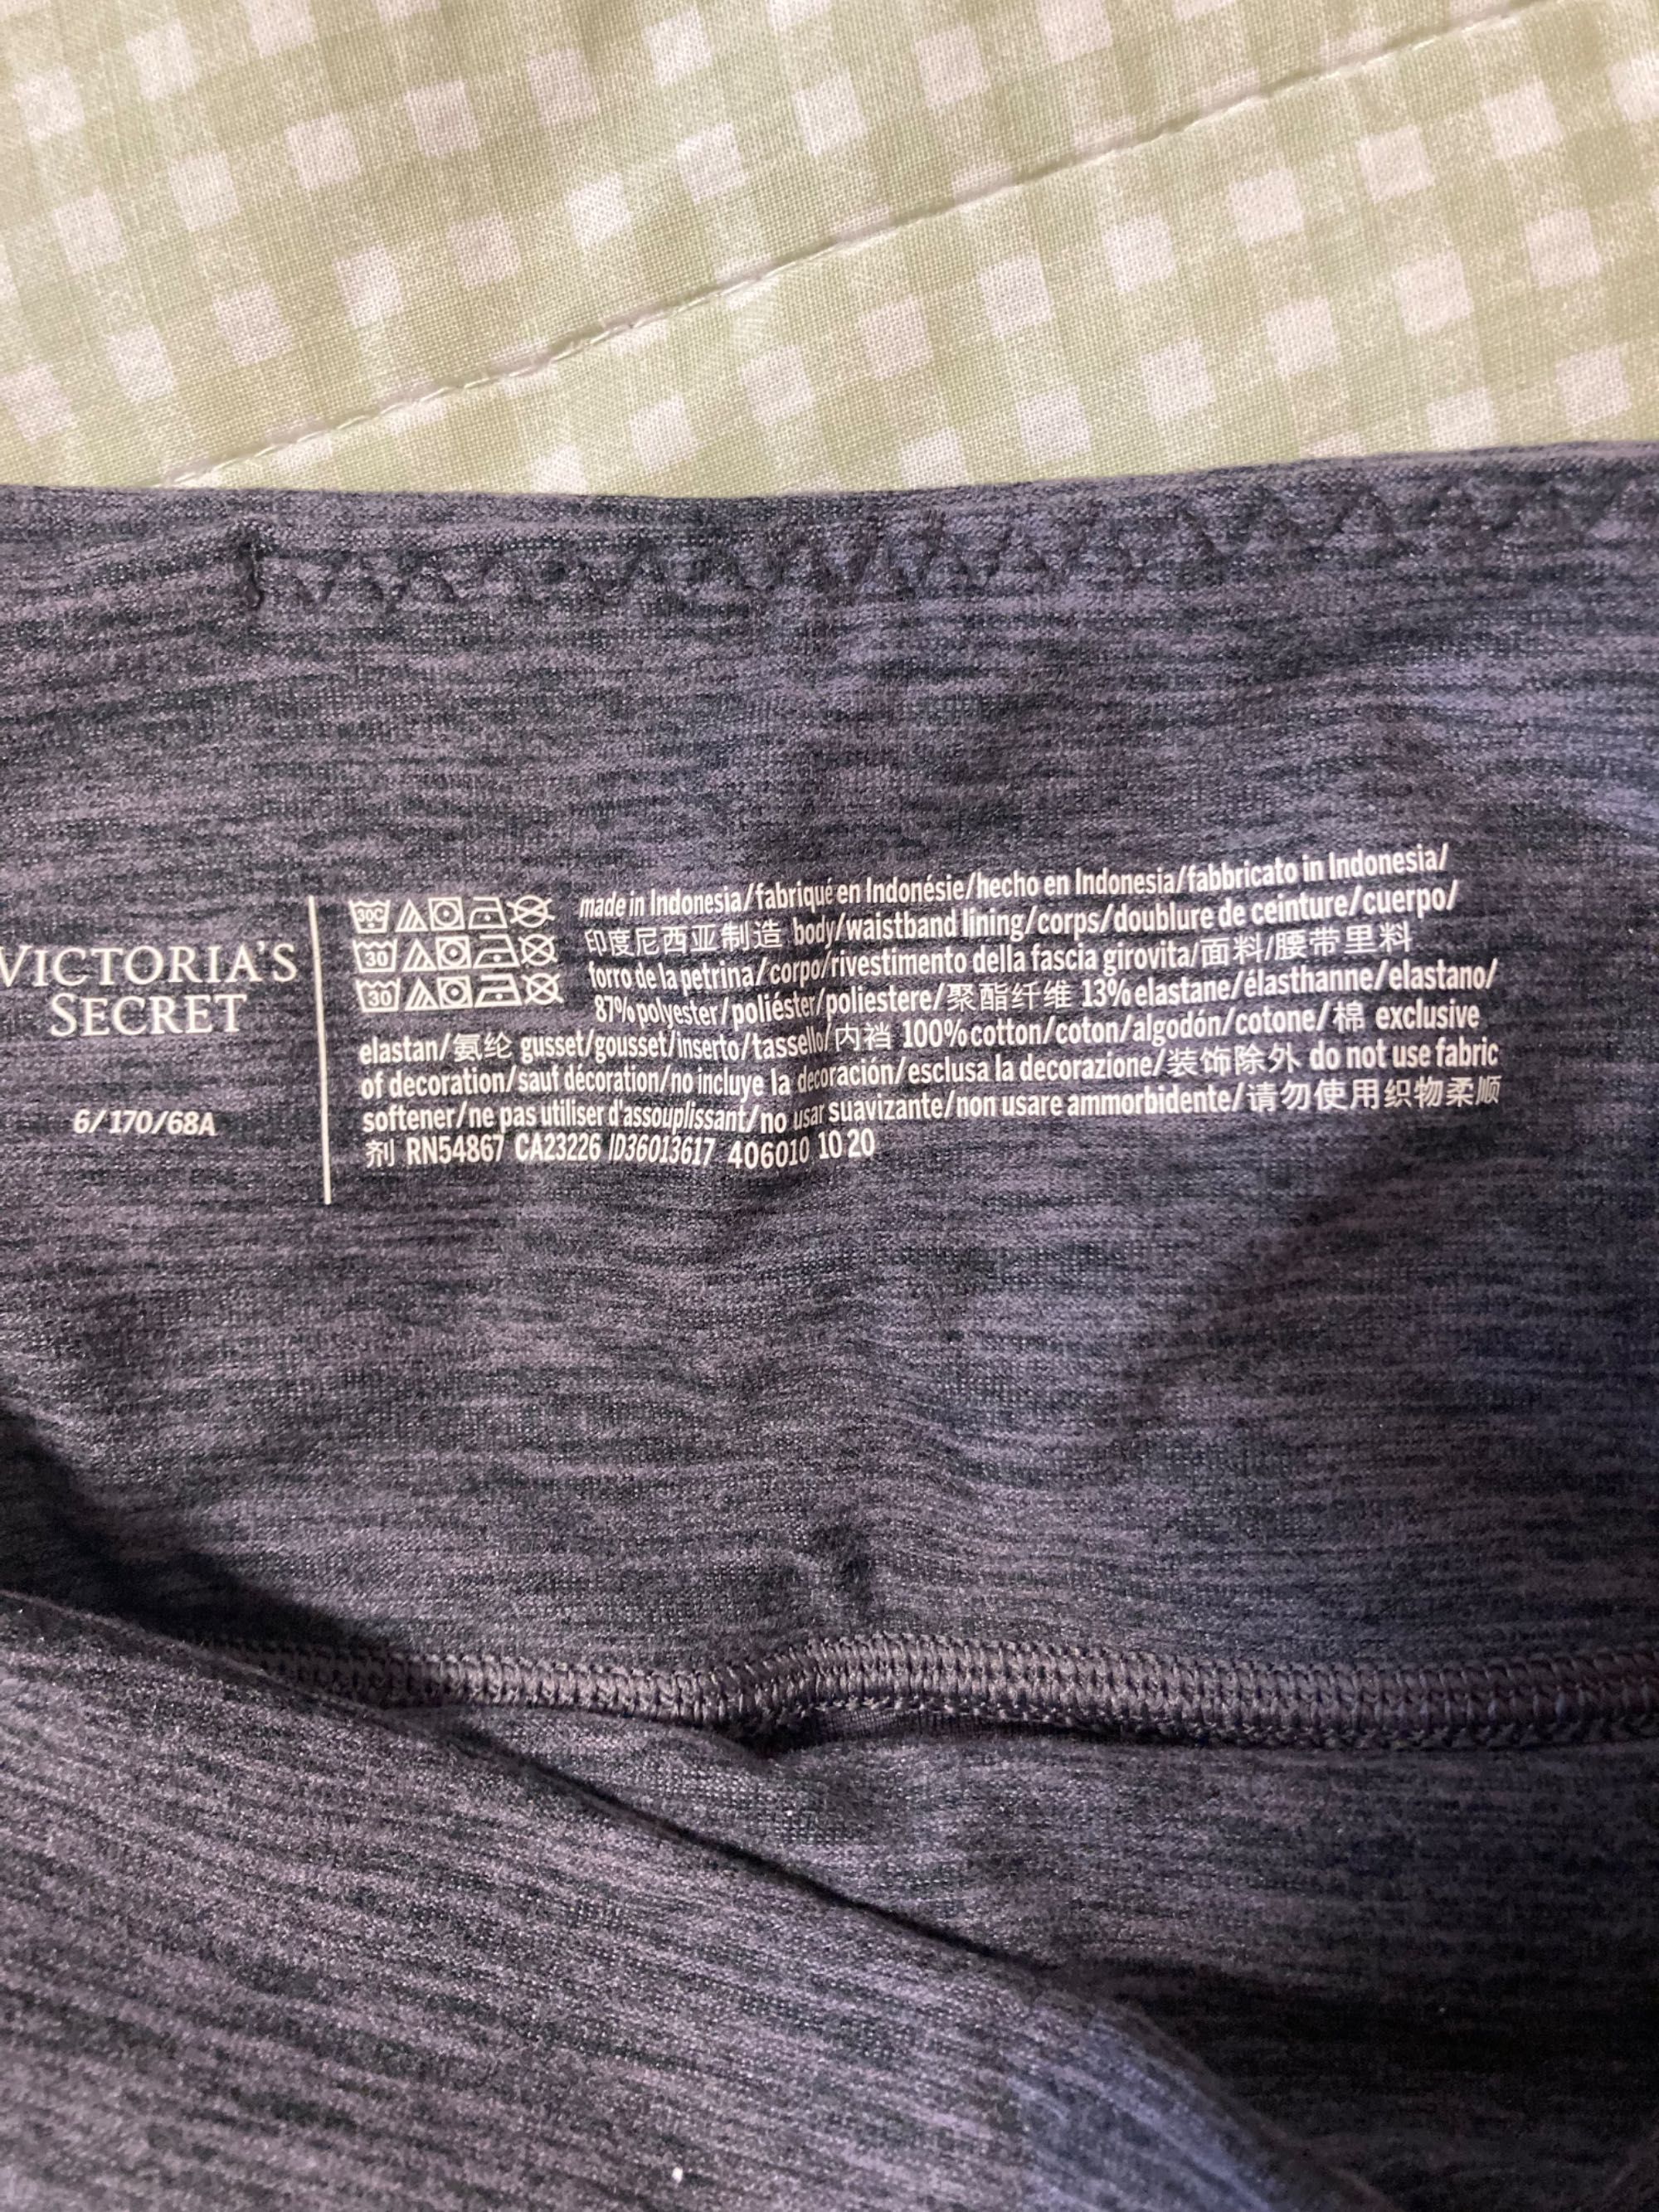 VICTORIA'S
SECRET
6/170/68A
30C
30
30
made in Indonesia/fabriqué en Indonésie/hecho en Indonesia/fabbricato in Indonesia/
印度尼西亚制造 body/waistband lining/corps/doublure de ceinture/cuerpo/
forro de la petrina/corpo/rivestimento della fascia girovita/面料/腰带里料
87% polyester/poliéster/poliestere/聚酯纤维 13% elastane/élasthanne/elastano/
elastan/氨纶 gusset/gousset/inserto/tassello/内裆 100% cotton/coton/algodón/cotone/棉 exclusive
of decoration/sauf décoration/no incluye la decoración/esclusa la decorazione/装饰除外 do not use fabric
softener/ne pas utiliser d'assouplissant/no usar suavizante/non usare ammorbidente/请勿使用织物柔顺
剂 RN54867 CA23226 ID36013617 406010 10 20